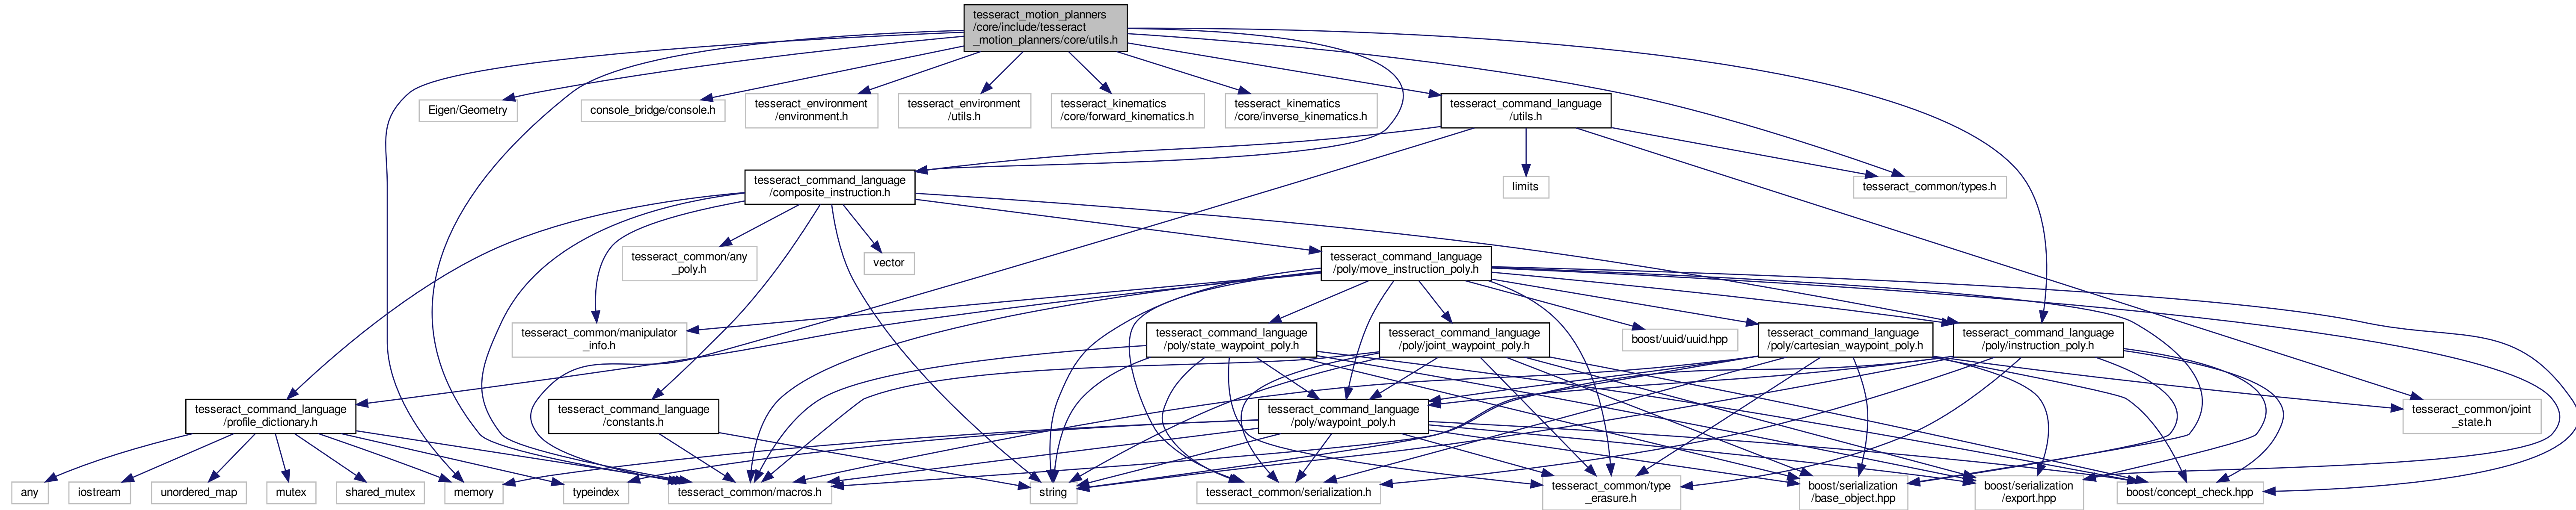 tesseract_motion_planners
/core/include/tesseract
_motion_planners/core/utils.h
Eigen/Geometry
console_bridge/console.h
tesseract_environment
/environment.h
tesseract_environment
/utils.h
tesseract_kinematics
/core/forward_kinematics.h
tesseract_kinematics
/core/inverse_kinematics.h
tesseract_command_language
/utils.h
tesseract_command_language
/composite_instruction.h
limits
tesseract_common/types.h
tesseract_common/any
_poly.h
vector
tesseract_command_language
/poly/move_instruction_poly.h
tesseract_common/manipulator
_info.h
tesseract_command_language
/poly/state_waypoint_poly.h
tesseract_command_language
/poly/joint_waypoint_poly.h
boost/uuid/uuid.hpp
tesseract_command_language
/poly/cartesian_waypoint_poly.h
tesseract_command_language
/poly/instruction_poly.h
tesseract_command_language
/profile_dictionary.h
tesseract_command_language
/constants.h
tesseract_command_language
/poly/waypoint_poly.h
tesseract_common/joint
_state.h
any
iostream
unordered_map
mutex
shared_mutex
memory
typeindex
tesseract_common/macros.h
string
tesseract_common/serialization.h
tesseract_common/type
_erasure.h
boost/serialization
/base_object.hpp
boost/serialization
/export.hpp
boost/concept_check.hpp